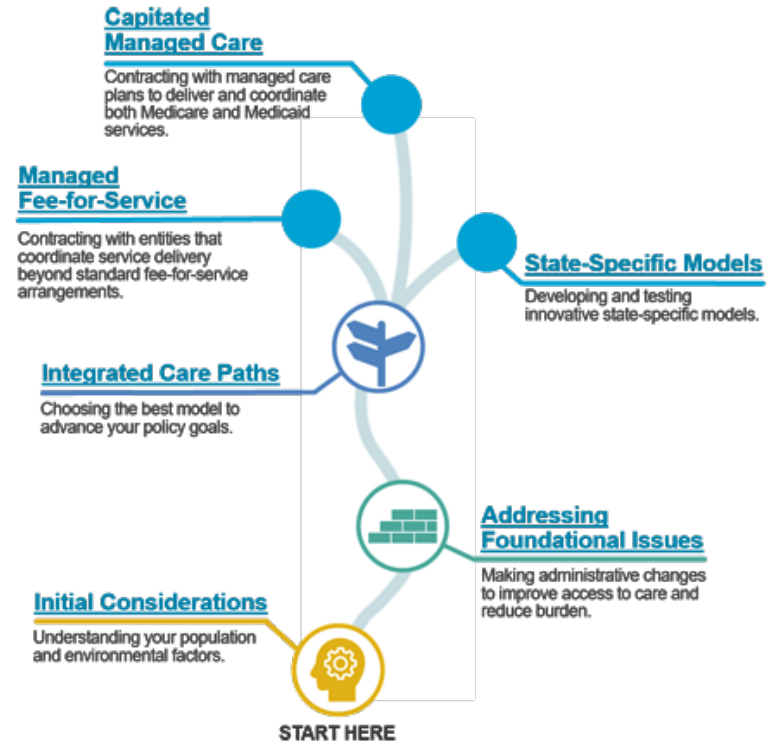 Capitated
Managed Care
Contracting with managed care
plans to deliver and coordinate
both Medicare and Medicaid
services.
Managed
Fee-for-Service
Contracting with entities that
coordinate service delivery
beyond standard fee-for-service
arrangements.
State-Specific Models
Developing and testing
innovative state-specific models.
Integrated Care Paths
Choosing the best model to
advance your policy goals.
Addressing
Foundational Issues
Making administrative changes
to improve access to care and
reduce burden.
Initial Considerations
Understanding your population
and environmental factors.
START HERE